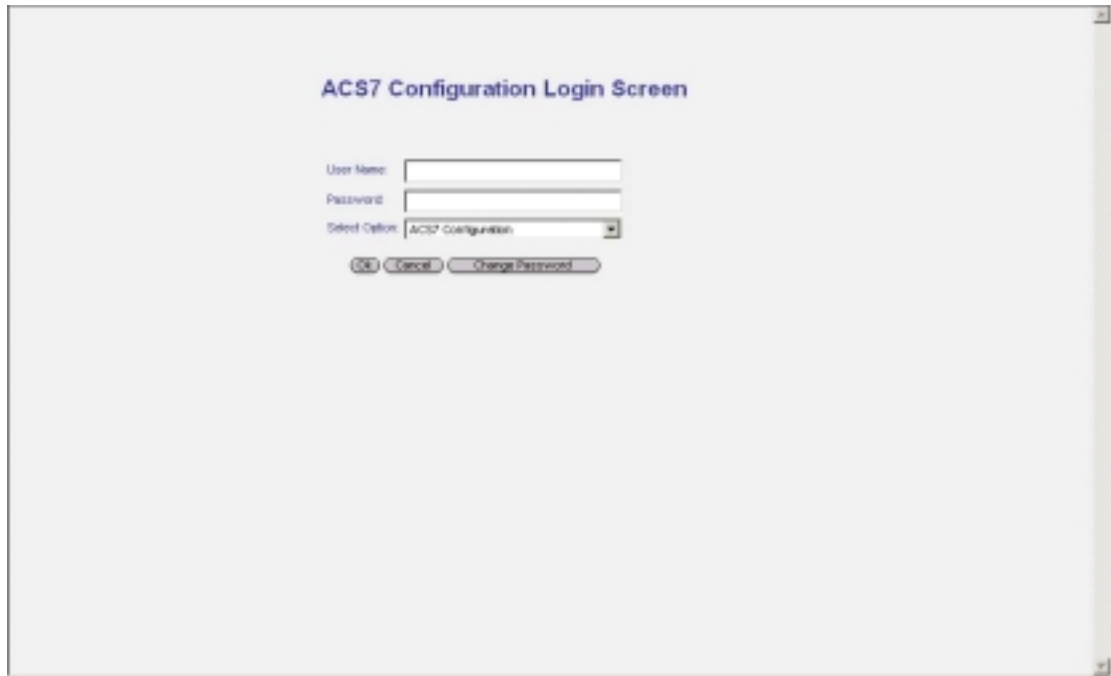 ACS7 Configuration Login Screen
User Name:
Password:
Select Option: ACS7 Configuration
Ok Cancel Change Password